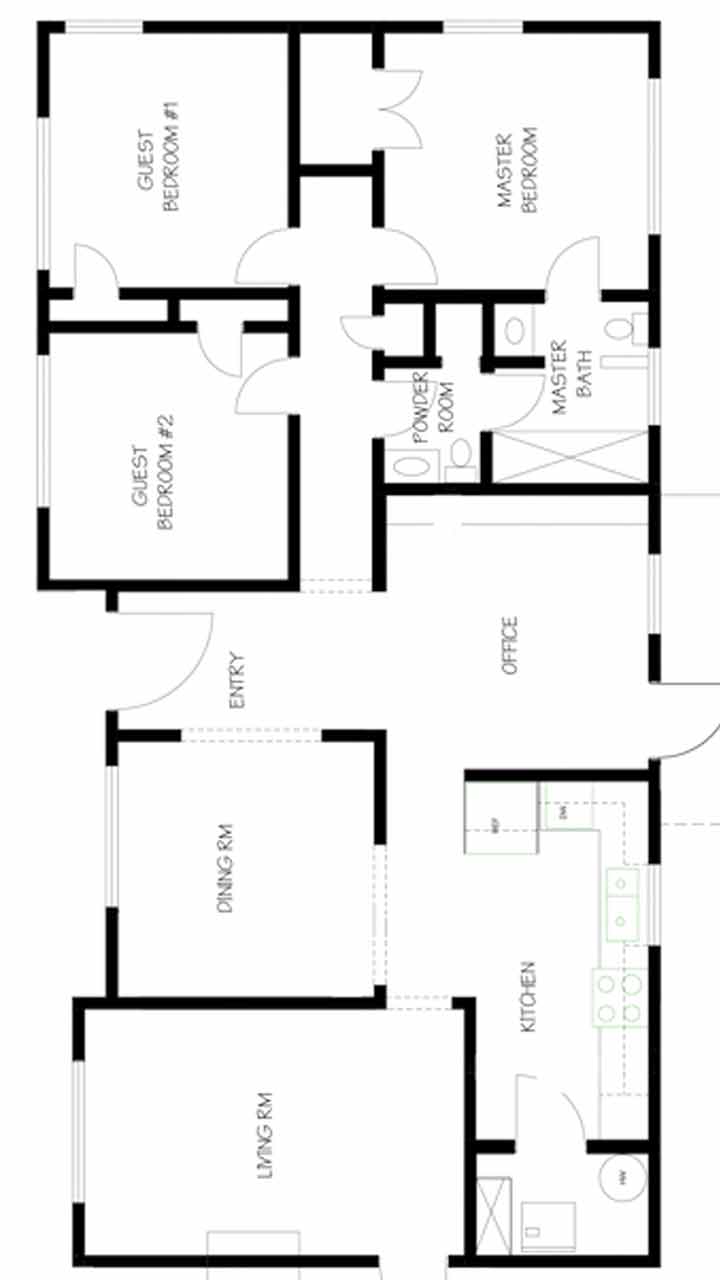 GUEST
BEDROOM #1
MASTER
BEDROOM
MASTER
BATH
POWDER
ROOM
GUEST
BEDROOM #2
OFFICE
ENTRY
REF
DW
DINING RM
KITCHEN
LIVING RM
HW